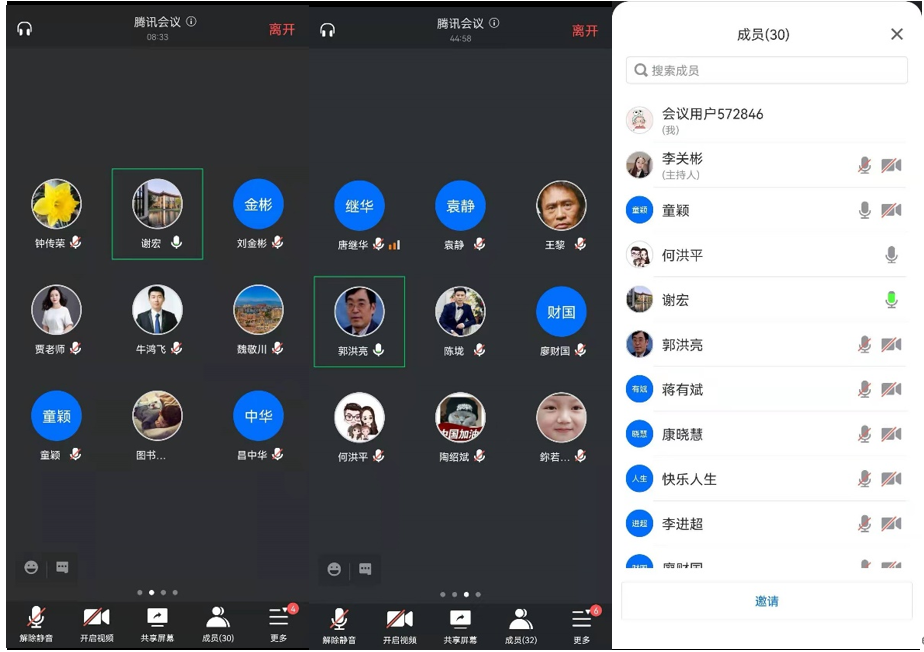 腾讯会议
08:33
离开
金彬
钟传荣
谢宏
刘金彬
贾老师
牛鸿飞
魏敬川
童颖
中华
童颖
图书...
昌中华
解除静音
开启视频
共享屏幕
成员(30)
4
更多
腾讯会议
44:58
离开
继华
袁静
唐继华
袁静
王黎
财国
郭洪亮
陈垅
廖财国
中国加油
何洪平
陶绍斌
解除静音
开启视频
共享屏幕
成员(32)
6
更多
成员(30)
搜索成员
会议用户572846
(我)
李关彬
(主持人)
童颖
童颖
何洪平
谢宏
郭洪亮
有斌
蒋有斌
晓慧
康晓慧
人生
快乐人生
进超
李进超
财国
廖财国
邀请